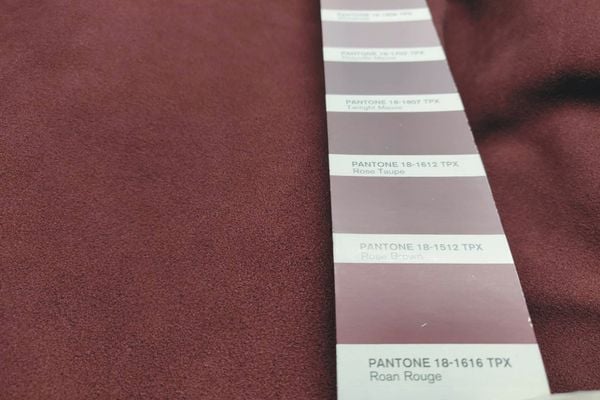 PANTONE
PANTONE 18-1807 TPX
Twilight Mauve
PANTONE 18-1612 TPX
Rose Taupe
PANTONE 18-1512 TPX
Rose Brown
PANTONE 18-1616 TPX
Roan Rouge